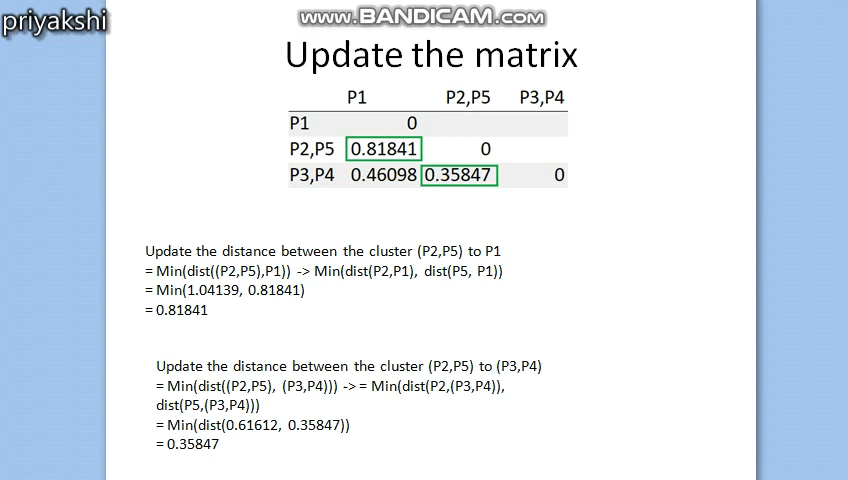 www.BANDICAM.com
priyakshi
Update the matrix
P1 P2,P5 P3,P4
P1 0
P2,P5 0.81841 0
P3,P4 0.46098 0.35847 0
Update the distance between the cluster (P2,P5) to P1
= Min(dist((P2,P5),P1)) -> Min(dist(P2,P1), dist(P5, P1))
= Min(1.04139, 0.81841)
= 0.81841
Update the distance between the cluster (P2,P5) to (P3,P4)
= Min(dist((P2,P5), (P3,P4))) -> = Min(dist(P2,(P3,P4)),
dist(P5,(P3,P4)))
= Min(dist(0.61612, 0.35847))
= 0.35847